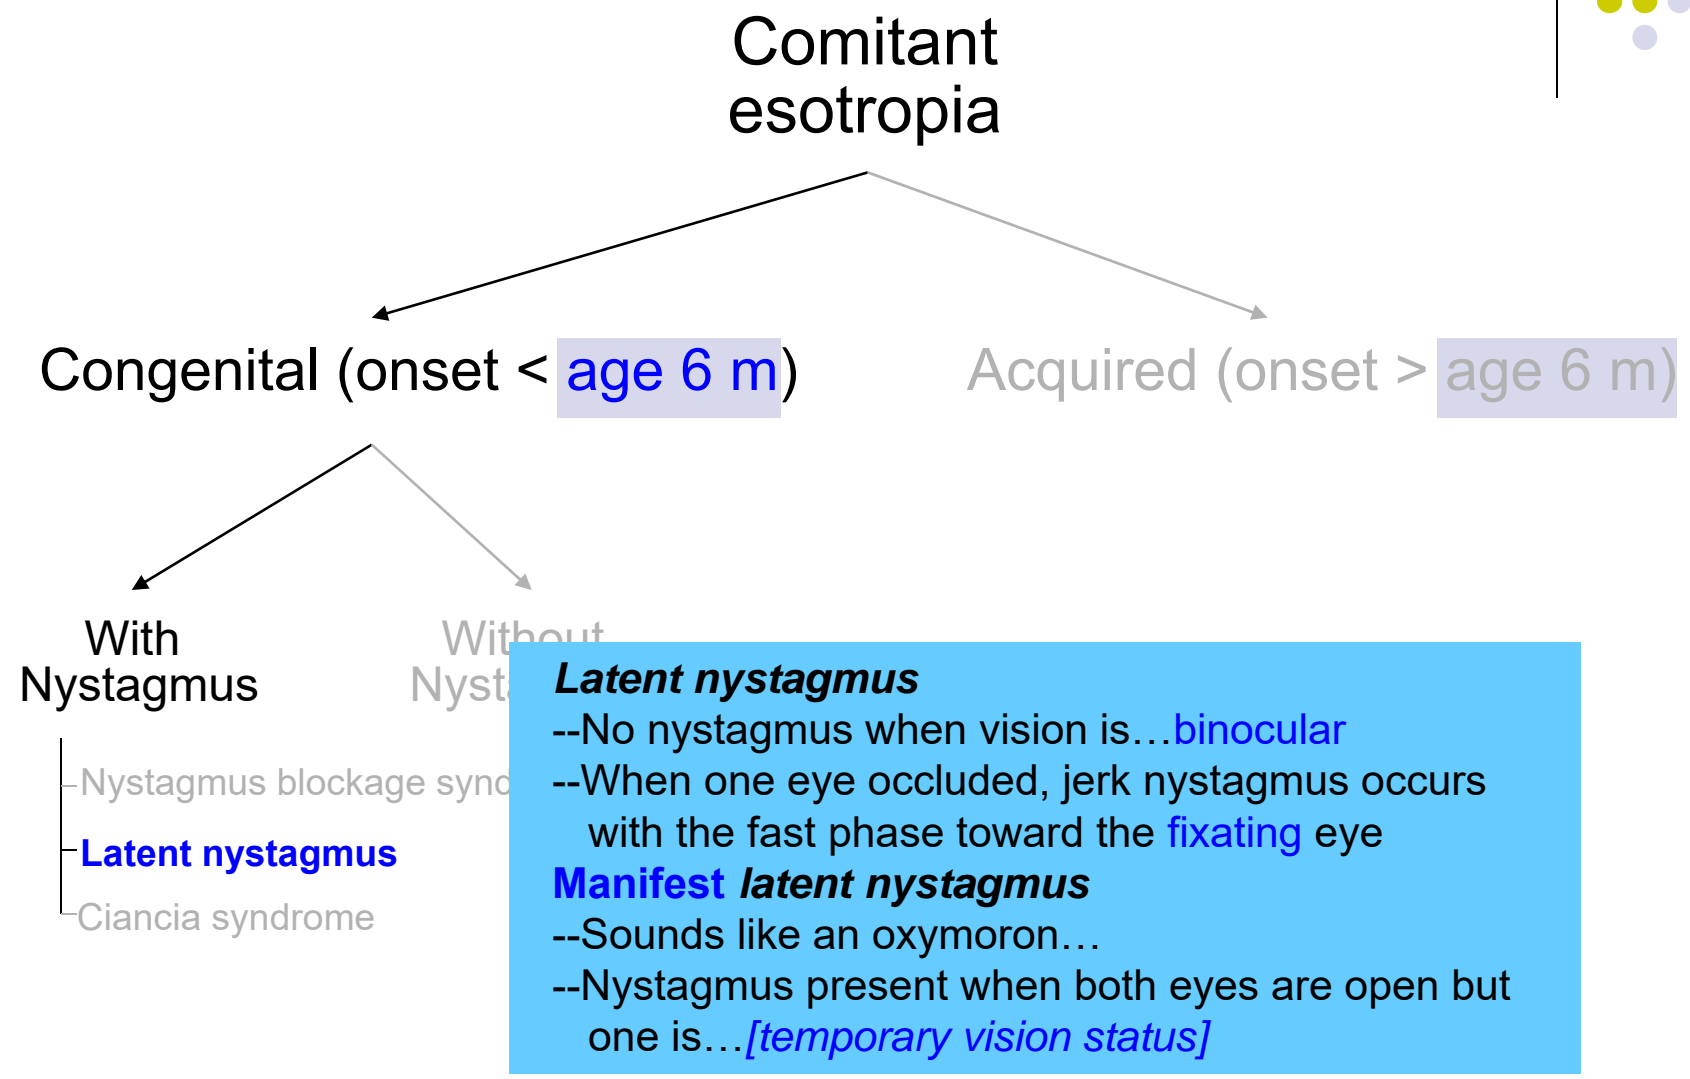 Comitant
esotropia
Congenital (onset < age 6 m)
Acquired (onset > age 6 m)
With
Nystagmus
Without
Nyst
Nystagmus blockage synd
Latent nystagmus
Ciancia syndrome
Latent nystagmus
--No nystagmus when vision is…binocular
--When one eye occluded, jerk nystagmus occurs
with the fast phase toward the fixating eye
Manifest latent nystagmus
--Sounds like an oxymoron…
--Nystagmus present when both eyes are open but
one is…[temporary vision status]